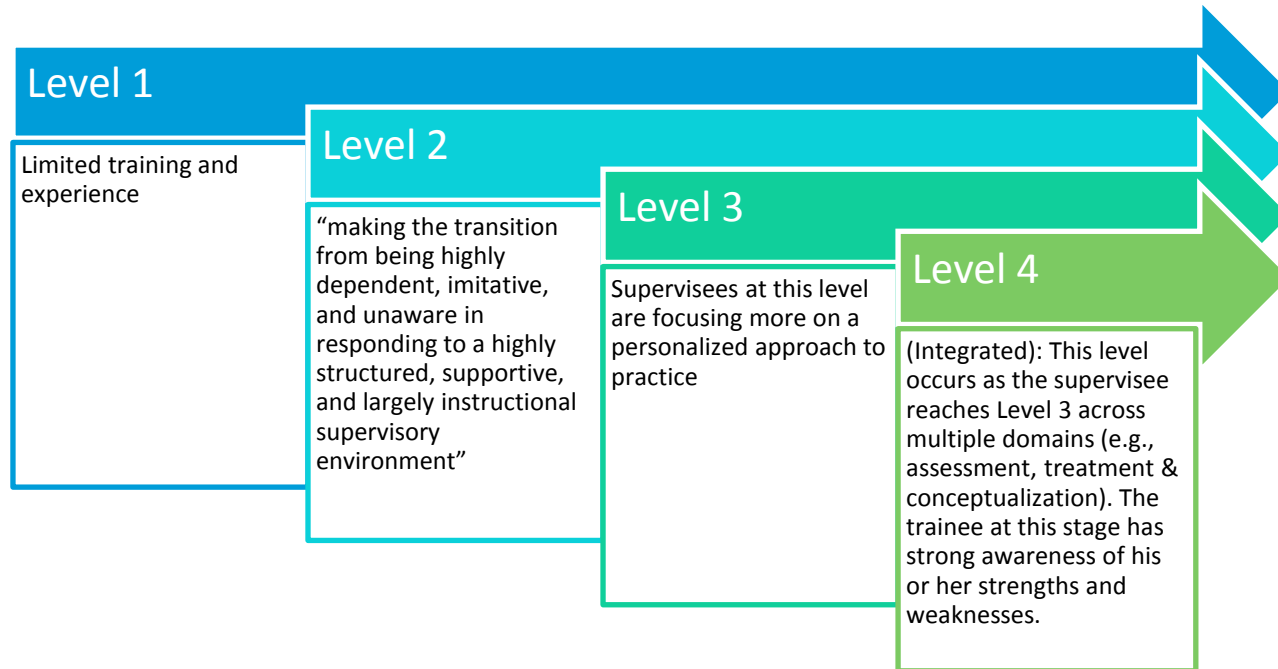 Level 1
Limited training and
experience
Level 2
“making the transition
from being highly
dependent, imitative,
and unaware in
responding to a highly
structured, supportive,
and largely instructional
supervisory
environment”
Level 3
Supervisees at this level
are focusing more on a
personalized approach to
practice
Level 4
(Integrated): This level
occurs as the supervisee
reaches Level 3 across
multiple domains (e.g.,
assessment, treatment &
conceptualization). The
trainee at this stage has
strong awareness of his
or her strengths and
weaknesses.